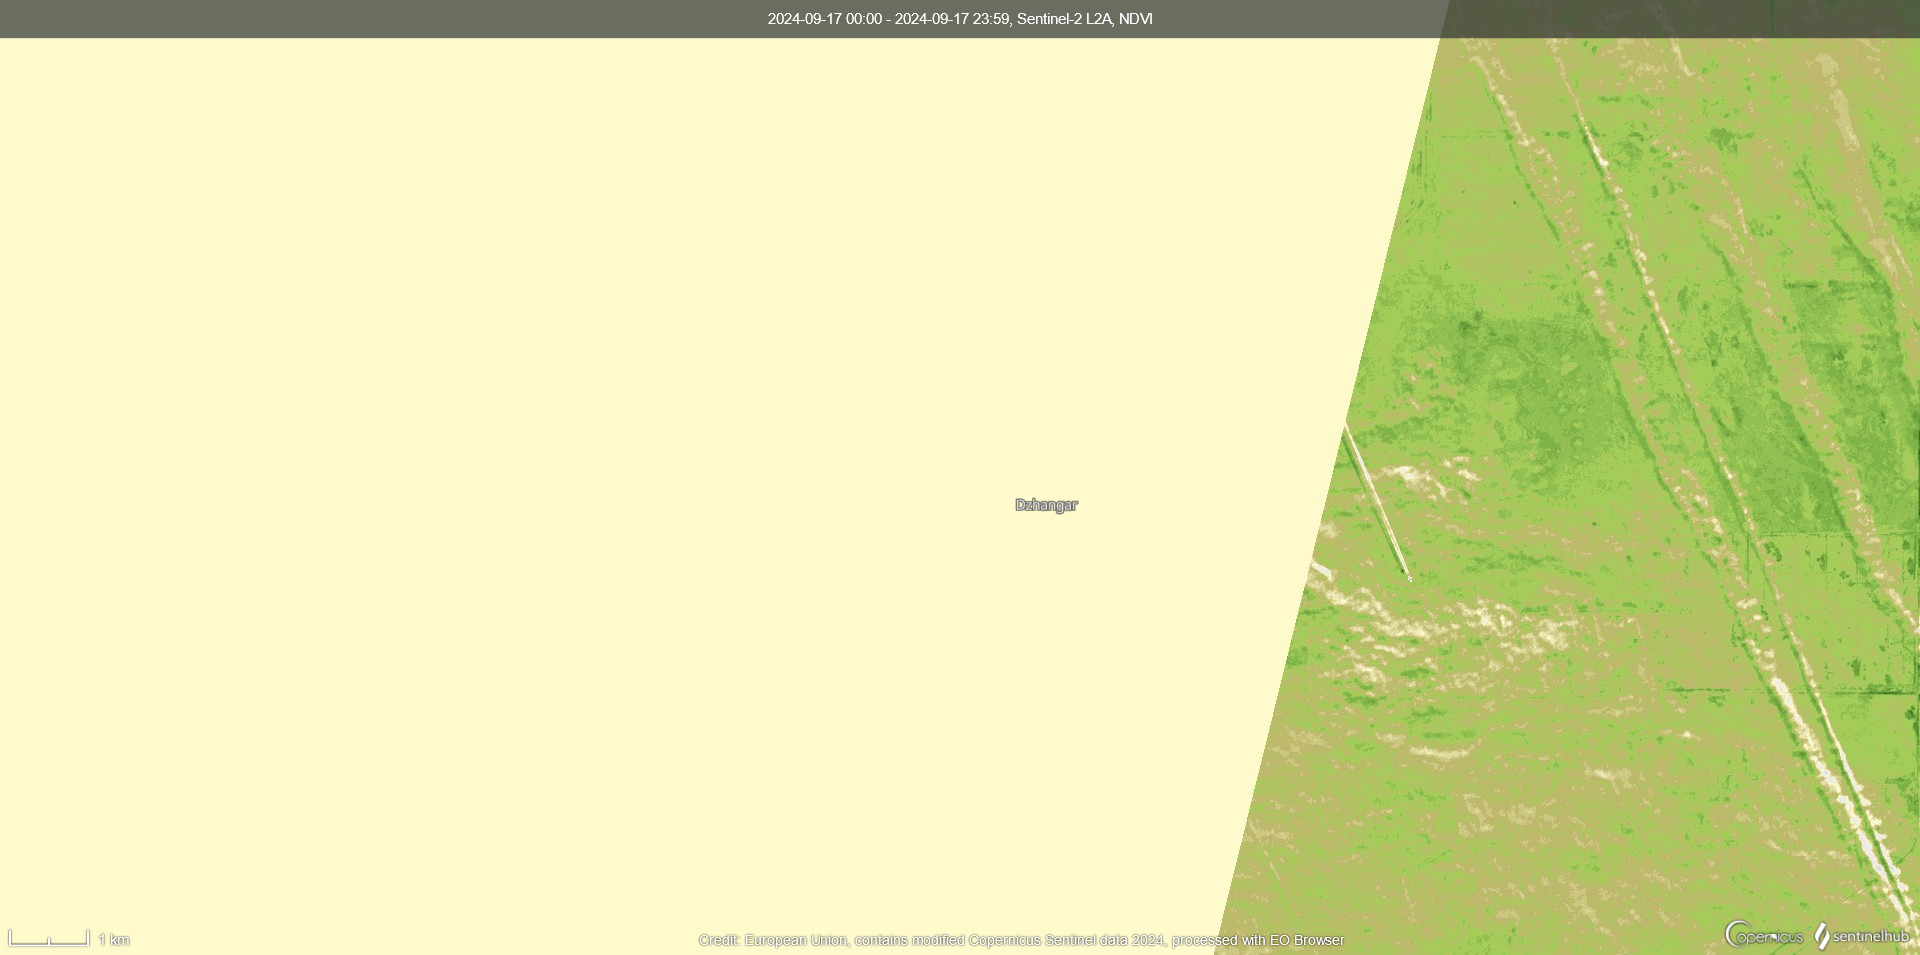 2024-09-17 00:00 - 2024-09-17 23:59, Sentinel-2 L2A, NDVI
Dzhangar
1 km
Credit: European Union, contains modified Copernicus Sentinel data 2024, processed with EO Browser
Copernicus
sentinelhub